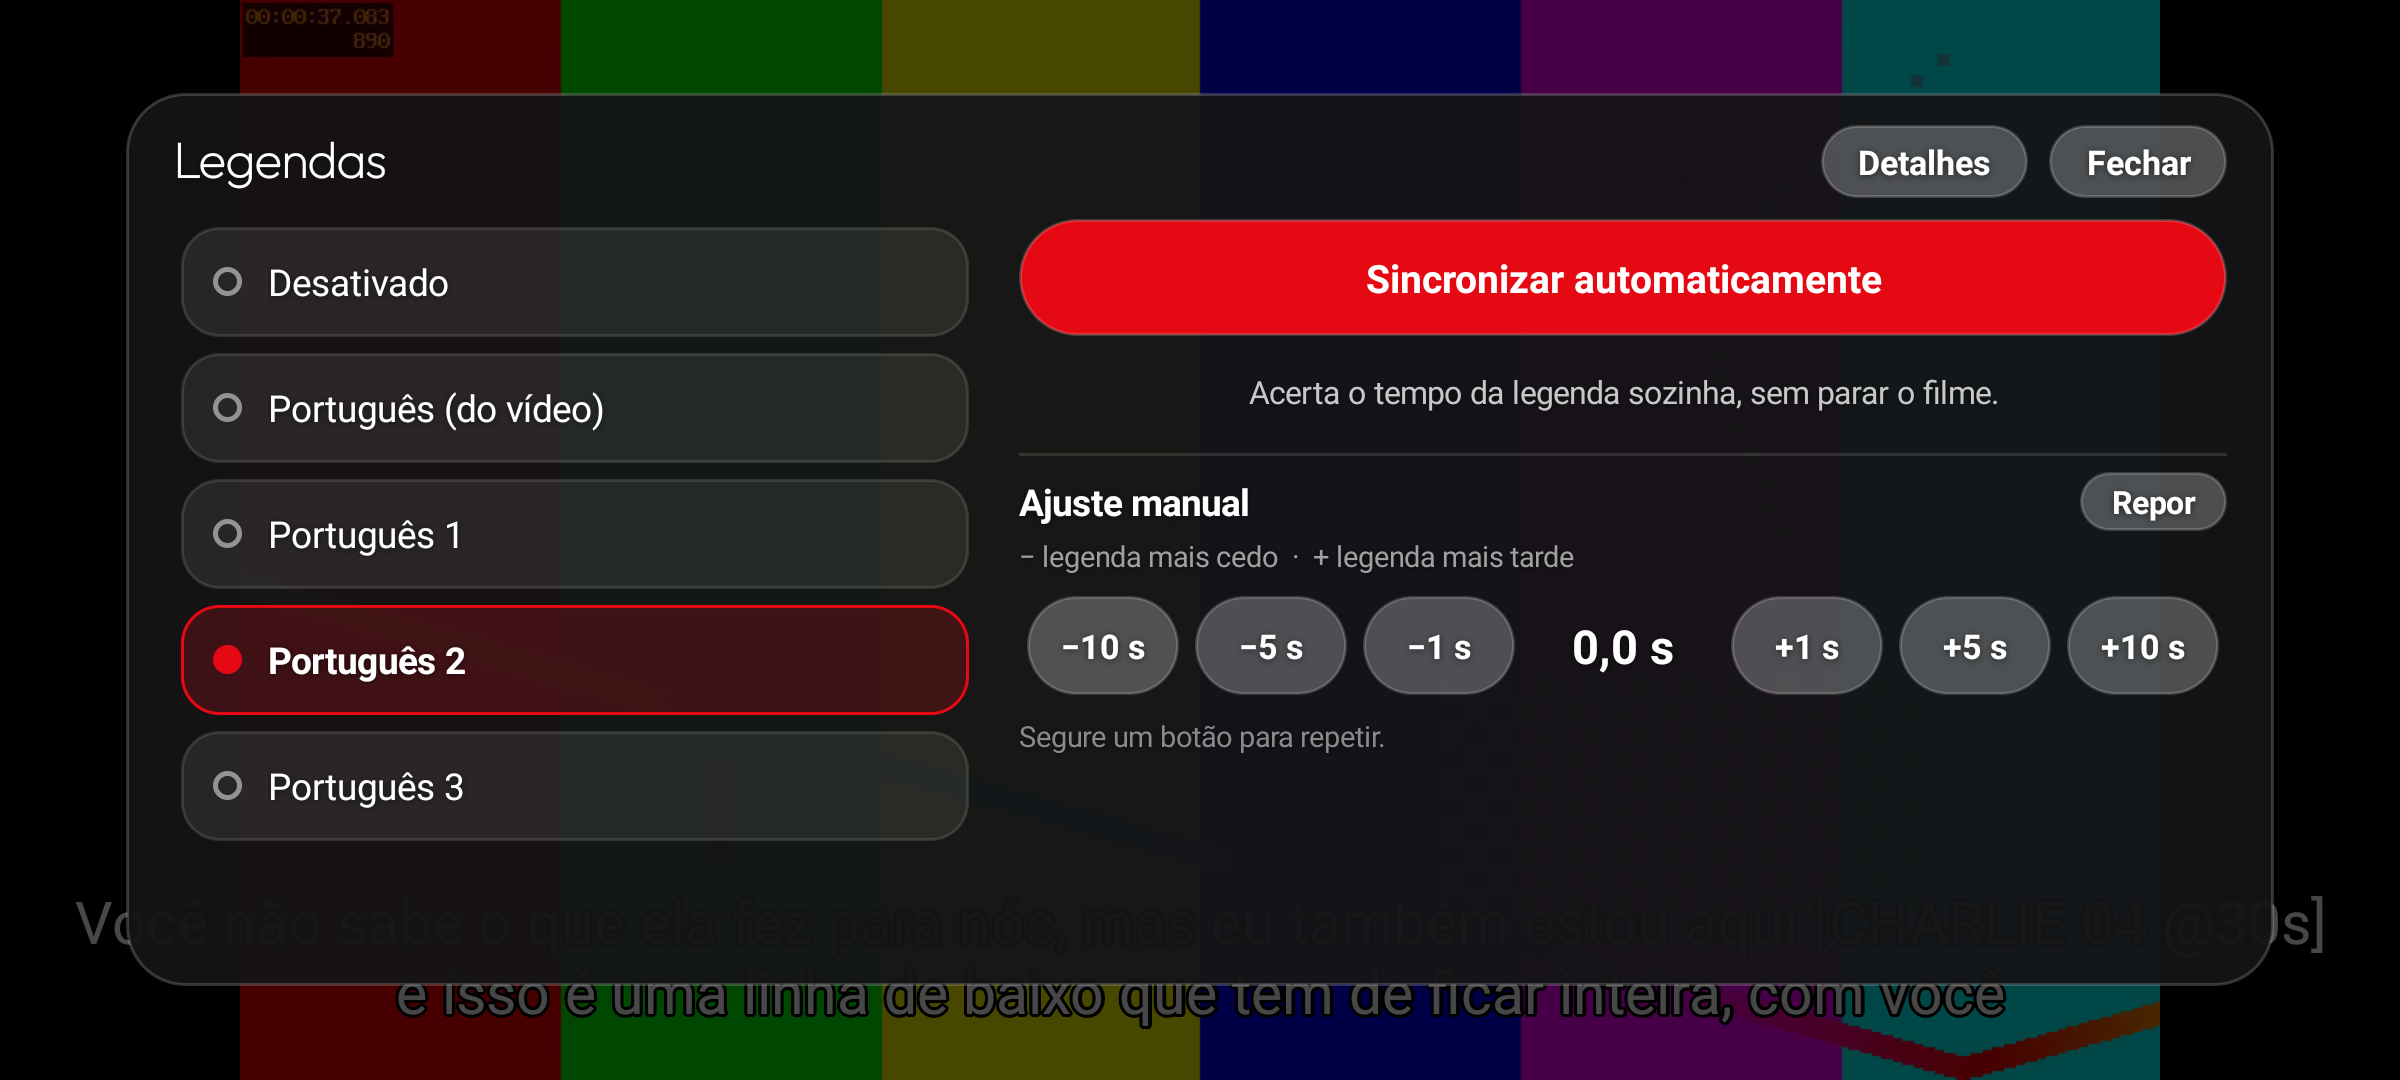 00:00:37.083
890
Legendas
Detalhes
Fechar
Desativado
Português (do vídeo)
Português 1
Português 2
Português 3
Sincronizar automaticamente
Acerta o tempo da legenda sozinha, sem parar o filme.
Ajuste manual
Repor
− legenda mais cedo · + legenda mais tarde
−10 s
−5 s
−1 s
0,0 s
+1 s
+5 s
+10 s
Segure um botão para repetir.
Você não sabe o que ela fez para nós, mas eu também estou aqui [CHARLIE 04 @30s]
e isso é uma linha de baixo que tem de ficar inteira, com você